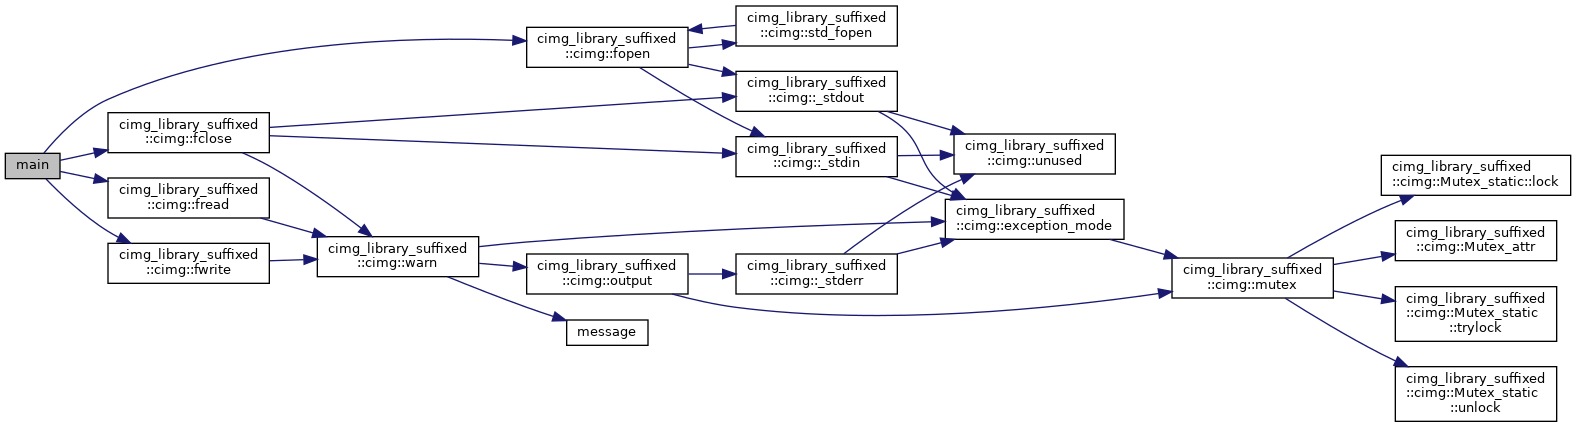 main
cimg_library_suffixed
::cimg::fclose
cimg_library_suffixed
::cimg::fread
cimg_library_suffixed
::cimg::fwrite
cimg_library_suffixed
::cimg::warn
cimg_library_suffixed
::cimg::fopen
cimg_library_suffixed
::cimg::output
message
cimg_library_suffixed
::cimg::std_fopen
cimg_library_suffixed
::cimg::_stdout
cimg_library_suffixed
::cimg::_stdin
cimg_library_suffixed
::cimg::_stderr
cimg_library_suffixed
::cimg::unused
cimg_library_suffixed
::cimg::exception_mode
cimg_library_suffixed
::cimg::mutex
cimg_library_suffixed
::cimg::Mutex_static::lock
cimg_library_suffixed
::cimg::Mutex_attr
cimg_library_suffixed
::cimg::Mutex_static
::trylock
cimg_library_suffixed
::cimg::Mutex_static
::unlock